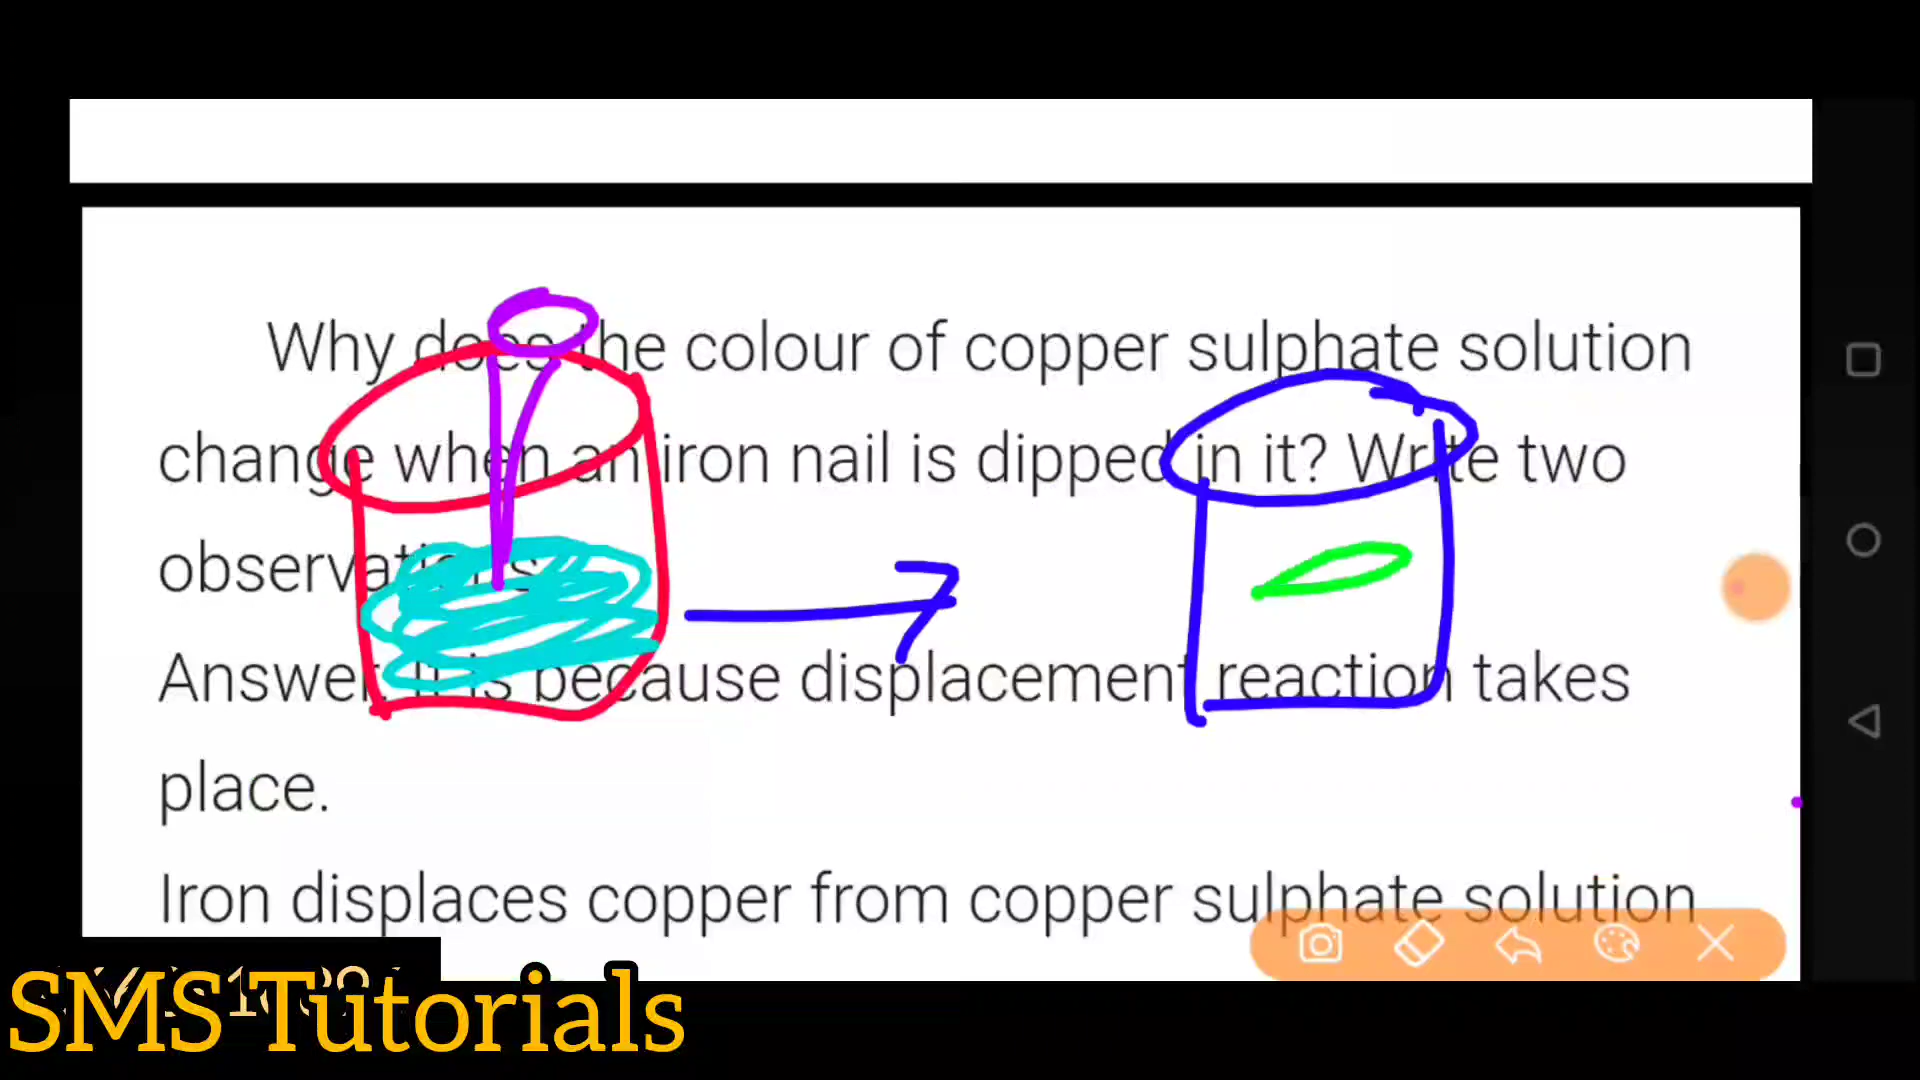 Why does the colour of copper sulphate solution
change when an iron nail is dipped in it? Write two
observations
Answer. It is because displacement reaction takes
place.
Iron displaces copper from copper sulphate solution
SMS Tutorials